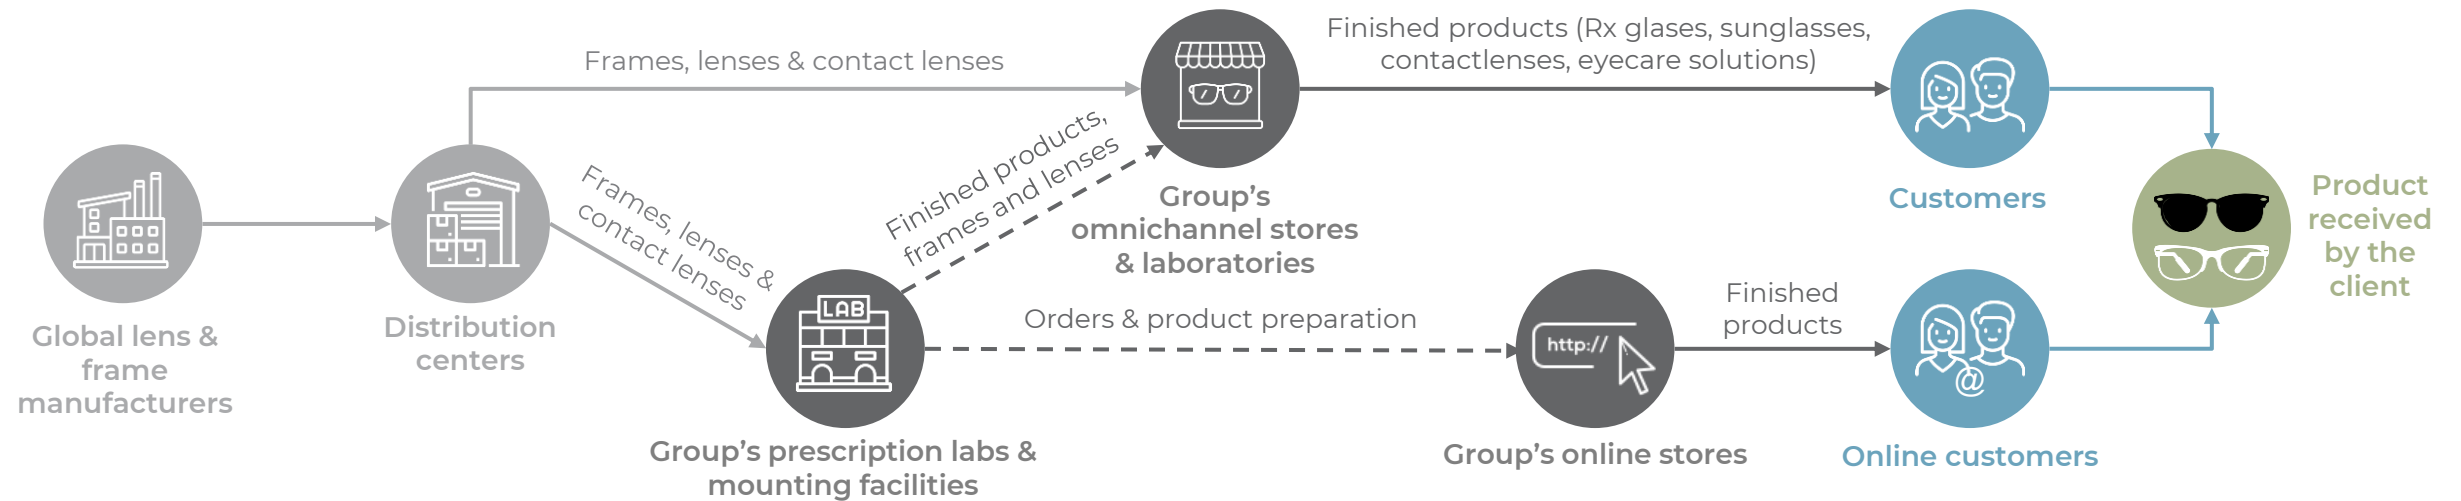 Frames, lenses & contact lenses
Finished products (Rx glases, sunglasses,
contactlenses, eyecare solutions)
Global lens &
frame
manufacturers
Distribution
centers
Frames, lenses &
contact lenses
Finished products,
frames and lenses
LAB
Group’s prescription labs &
mounting facilities
Group’s
omnichannel stores
& laboratories
Orders & product preparation
http://
Group’s online stores
Finished
products
Customers
@
Online customers
Product
received
by the
client